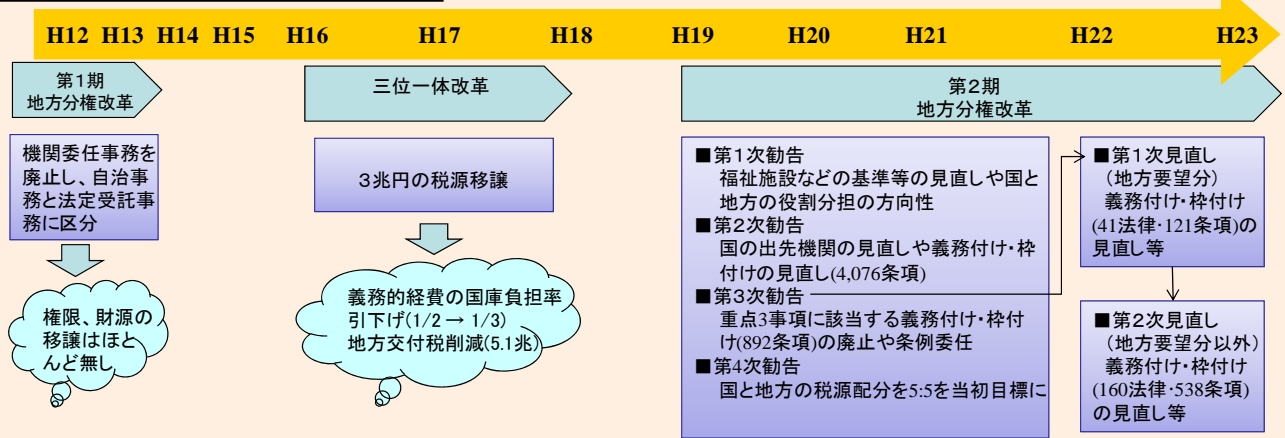 H12 H13 H14 H15 H16 H17 H18 H19 H20 H21 H22 H23
第1期
地方分権改革
機関委任事務を
廃止し、自治事
務と法定受託事
務に区分
権限、財源の
移譲はほと
んど無し
三位一体改革
3兆円の税源移譲
義務的経費の国庫負担率
引下げ(1/2 → 1/3)
地方交付税削減(5.1兆)
第2期
地方分権改革
■第1次勧告
福祉施設などの基準等の見直しや国と
地方の役割分担の方向性
■第2次勧告
国の出先機関の見直しや義務付け・枠
付けの見直し(4,076条項)
■第3次勧告
重点3事項に該当する義務付け・枠付
け(892条項)の廃止や条例委任
■第4次勧告
国と地方の税源配分を5:5を当初目標に
■第1次見直し
(地方要望分)
義務付け・枠付け
(41法律・121条項)の
見直し等
■第2次見直し
(地方要望分以外)
義務付け・枠付け
(160法律・538条項)
の見直し等